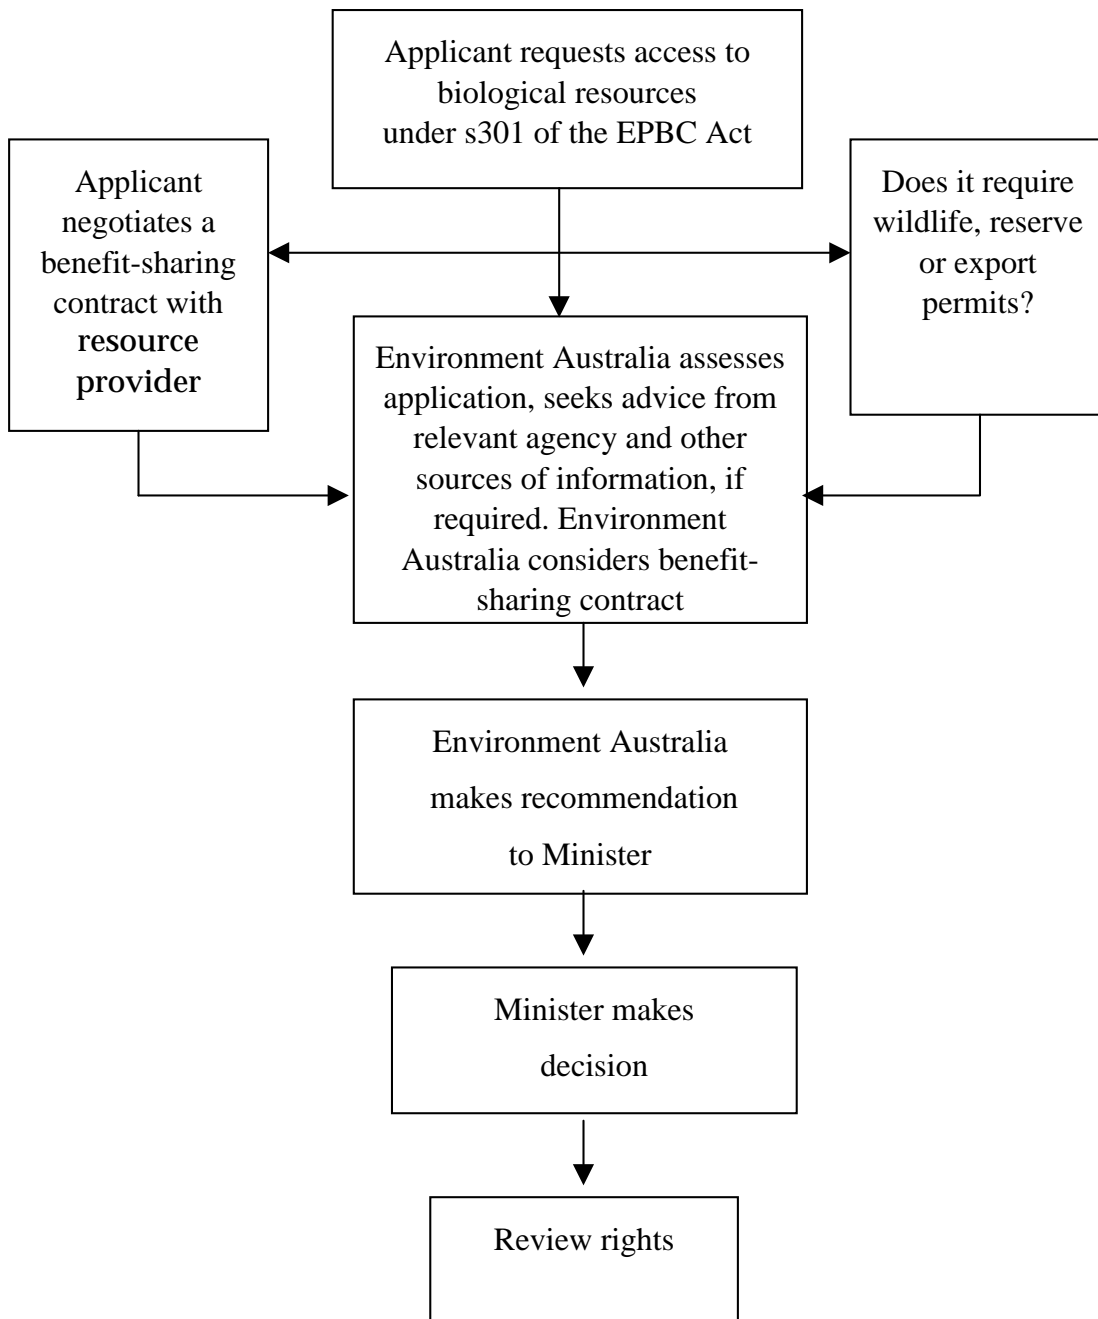 Applicant requests access to
biological resources
under s301 of the EPBC Act
Applicant
negotiates a
benefit-sharing
contract with
resource
provider
Does it require
wildlife, reserve
or export
permits?
Environment Australia assesses
application, seeks advice from
relevant agency and other
sources of information, if
required. Environment
Australia considers benefit-
sharing contract
Environment Australia
makes recommendation
to Minister
Minister makes
decision
Review rights